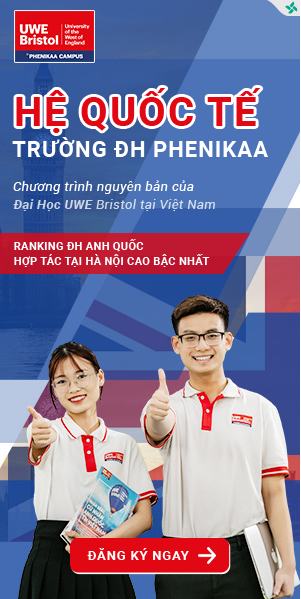 UWE Bristol
University of the West of England
PHENIKAA CAMPUS
HỆ QUỐC TẾ
TRƯỜNG ĐH PHENIKAA
Chương trình nguyên bản của
Đại Học UWE Bristol tại Việt Nam
RANKING ĐH ANH QUỐC
HỢP TÁC TẠI HÀ NỘI CAO BẬC NHẤT
ĐĂNG KÝ NGAY